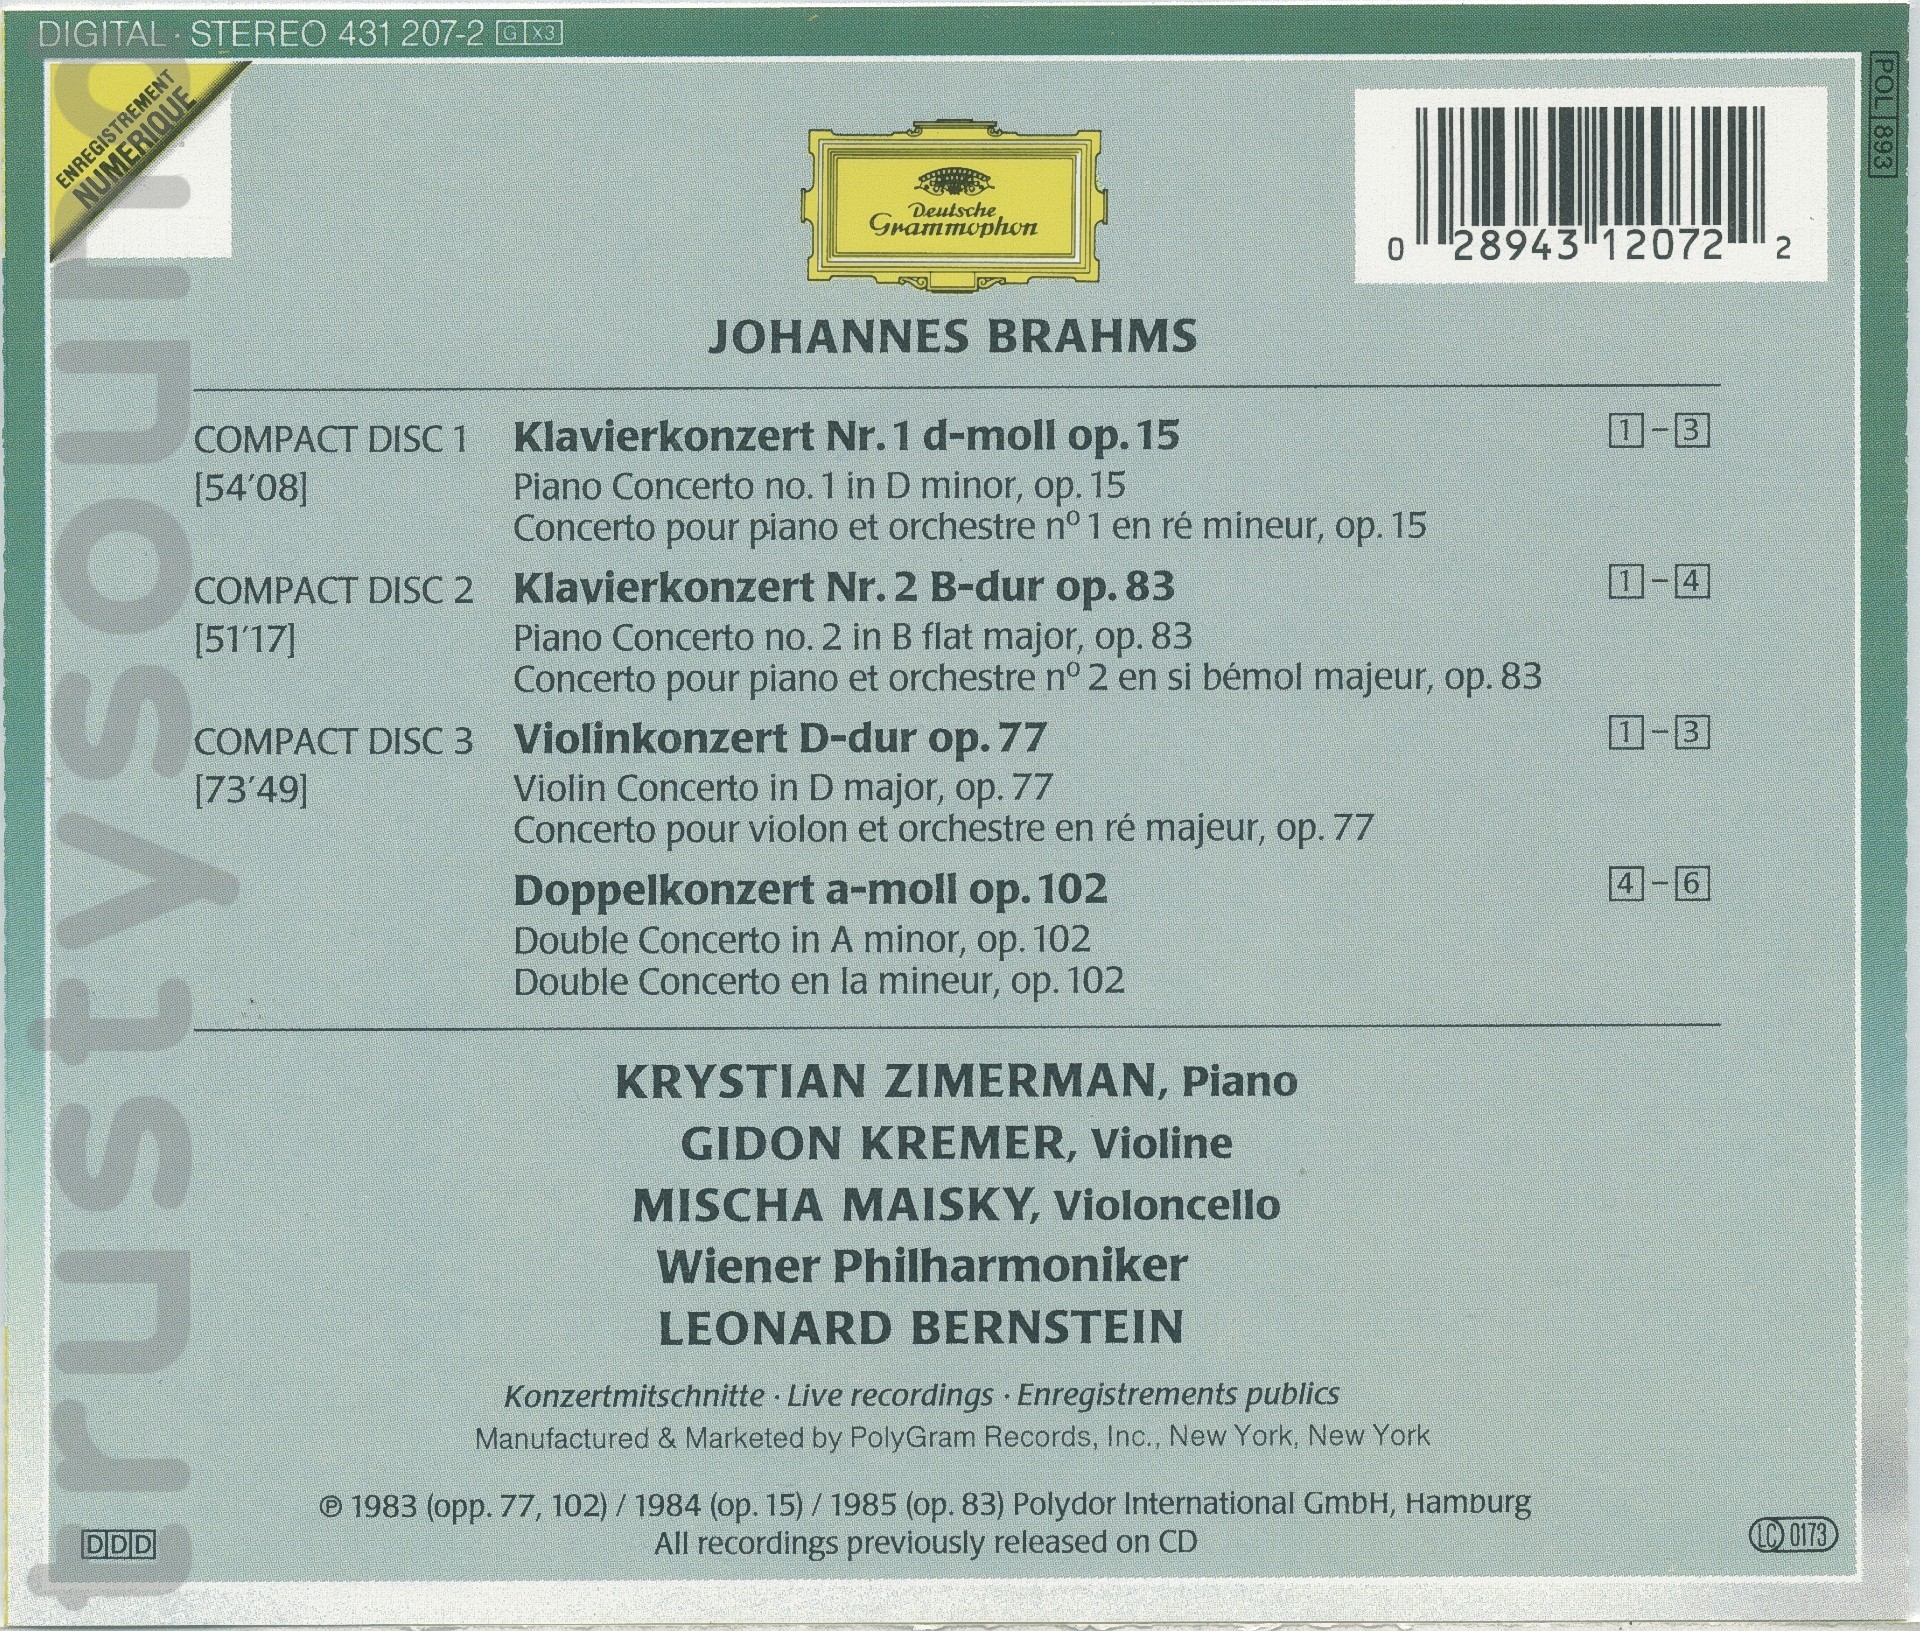 DIGITAL · STEREO 431 207-2 G X3
POL 893
ENREGISTREMENT
NUMERIQUE
Deutsche
Grammophon
0 28943 12072 2
JOHANNES BRAHMS
COMPACT DISC 1 Klavierkonzert Nr. 1 d-moll op. 15 1 – 3
[54'08] Piano Concerto no. 1 in D minor, op. 15
Concerto pour piano et orchestre nº 1 en ré mineur, op. 15
COMPACT DISC 2 Klavierkonzert Nr. 2 B-dur op. 83 1 – 4
[51'17] Piano Concerto no. 2 in B flat major, op. 83
Concerto pour piano et orchestre nº 2 en si bémol majeur, op. 83
COMPACT DISC 3 Violinkonzert D-dur op. 77 1 – 3
[73'49] Violin Concerto in D major, op. 77
Concerto pour violon et orchestre en ré majeur, op. 77
Doppelkonzert a-moll op. 102 4 – 6
Double Concerto in A minor, op. 102
Double Concerto en la mineur, op. 102
KRYSTIAN ZIMERMAN, Piano
GIDON KREMER, Violine
MISCHA MAISKY, Violoncello
Wiener Philharmoniker
LEONARD BERNSTEIN
Konzertmitschnitte · Live recordings · Enregistrements publics
Manufactured & Marketed by PolyGram Records, Inc., New York, New York
℗ 1983 (opp. 77, 102) / 1984 (op. 15) / 1985 (op. 83) Polydor International GmbH, Hamburg
All recordings previously released on CD
DDD
LC 0173
trustysound